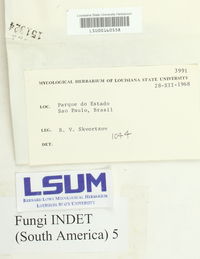 Louisiana State University Herbarium
LSU00140558
151324
3991
MYCOLOGICAL HERBARIUM OF LOUISIANA STATE UNIVERSITY
28-XII-1968
LOC. Parque do Estado
Sao Paulo, Brasil
LEG. B. V. Skvortzov
1044
DET.
LSUM
BERNARD LOWY MYCOLOGICAL HERBARIUM
LOUISIANA STATE UNIVERSITY
Fungi INDET
(South America) 5